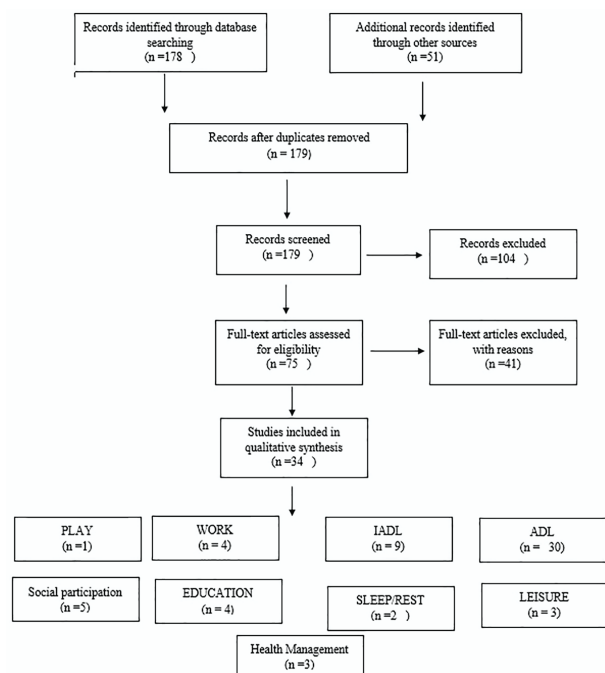 Records identified through database
searching
(n =178 )
Additional records identified
through other sources
(n =51)
Records after duplicates removed
(n = 179)
Records screened
(n =179 )
Records excluded
(n =104 )
Full-text articles assessed
for eligibility
(n =75 )
Full-text articles excluded,
with reasons
(n =41)
Studies included in
qualitative synthesis
(n =34 )
PLAY
(n =1)
WORK
(n = 4)
IADL
(n = 9)
ADL
(n = 30)
Social participation
(n =5)
EDUCATION
(n = 4)
SLEEP/REST
(n =2 )
LEISURE
(n = 3)
Health Management
(n =3)